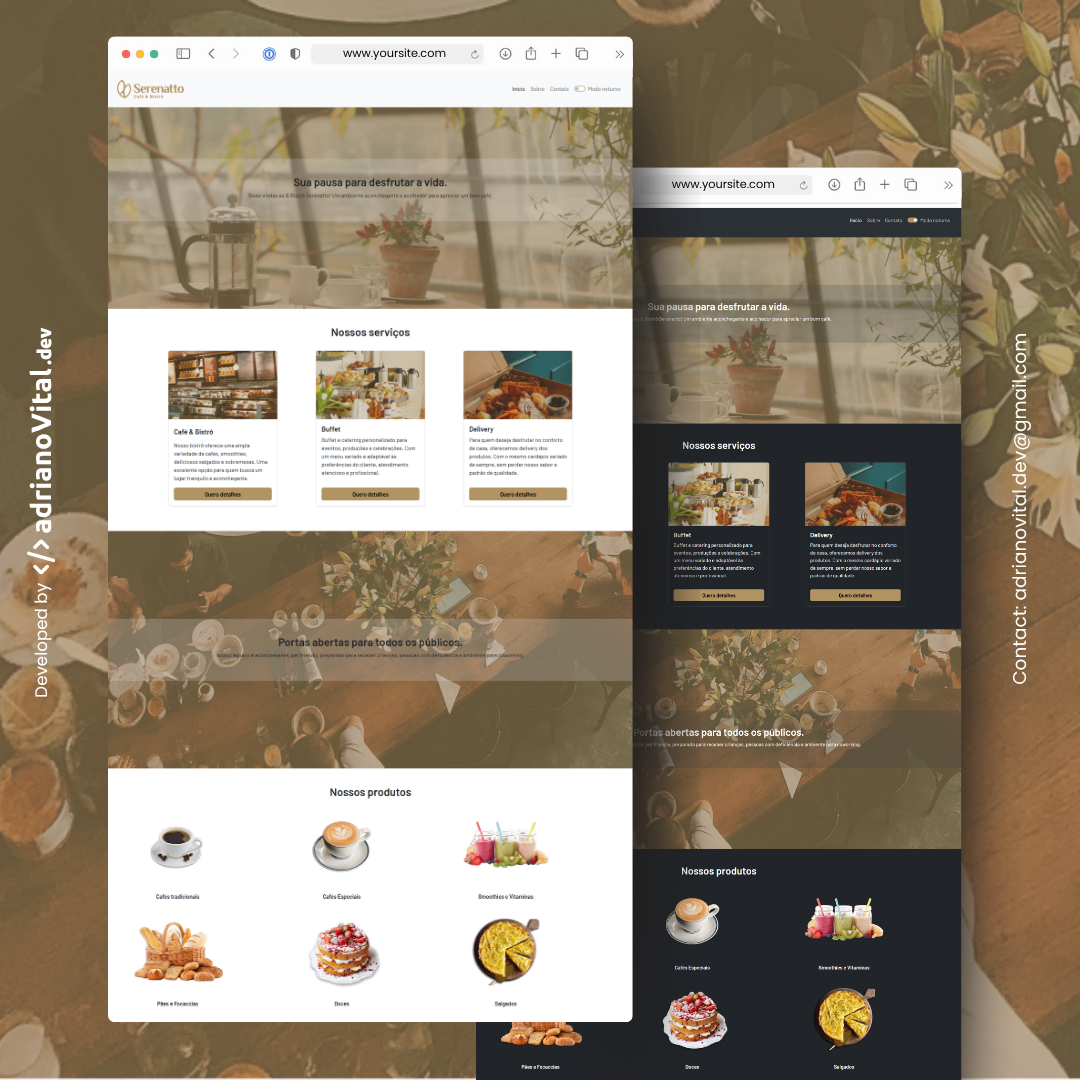 www.yoursite.com
Serenatto
Café & Bistrô
Início Sobre Contato Modo noturno
Sua pausa para desfrutar a vida.
Boas-vindas ao & Bistrô Serenatto! Um ambiente aconchegante e acolhedor para apreciar um bom café.
Nossos serviços
Café & Bistrô
Nosso bistrô oferece uma ampla
variedade de cafés, smoothies,
deliciosos salgados e sobremesas. Uma
excelente opção para quem busca um
lugar tranquilo e aconchegante.
Quero detalhes
Buffet
Buffet e catering personalizado para
eventos, produções e celebrações. Com
um menu variado e adaptável às
preferências do cliente, atendimento
atencioso e profissional.
Quero detalhes
Delivery
Para quem deseja desfrutar no conforto
de casa, oferecemos delivery dos
produtos. Com o mesmo cardápio variado
de sempre, sem perder nosso sabor e
padrão de qualidade.
Quero detalhes
Portas abertas para todos os públicos.
Nosso espaço é aconchegante, pet friendly, preparado para receber crianças, pessoas com deficiência e ambiente para coworking.
Nossos produtos
Cafés tradicionais
Cafés Especiais
Smoothies e Vitaminas
Pães e Focaccias
Doces
Salgados
www.yoursite.com
Início Sobre Contato Modo noturno
Sua pausa para desfrutar a vida.
Bistrô Serenatto! Um ambiente aconchegante e acolhedor para apreciar um bom café.
Nossos serviços
Buffet
Buffet e catering personalizado para
eventos, produções e celebrações. Com
um menu variado e adaptável às
preferências do cliente, atendimento
atencioso e profissional.
Quero detalhes
Delivery
Para quem deseja desfrutar no conforto
de casa, oferecemos delivery dos
produtos. Com o mesmo cardápio variado
de sempre, sem perder nosso sabor e
padrão de qualidade.
Quero detalhes
Portas abertas para todos os públicos.
pet friendly, preparado para receber crianças, pessoas com deficiência e ambiente para coworking.
Nossos produtos
Cafés Especiais
Smoothies e Vitaminas
Pães e Focaccias
Doces
Salgados
Developed by </> adrianoVital.dev
Contact: adrianovital.dev@gmail.com